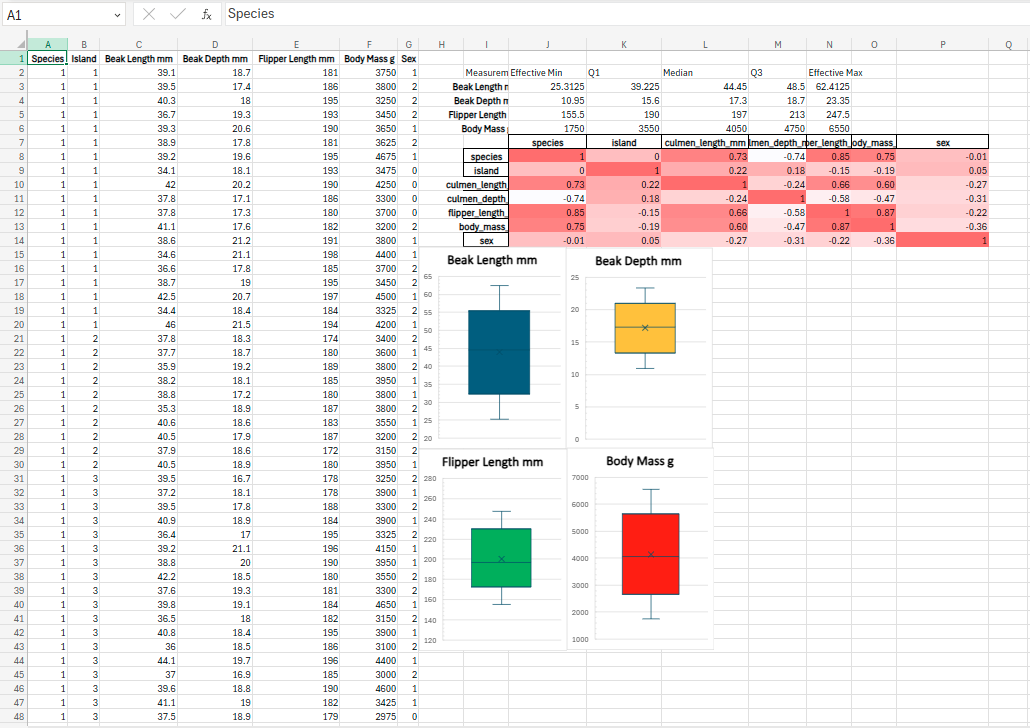 A1 fx Species
A B C D E F G H I J K L M N O P Q
1 Species Island Beak Length mm Beak Depth mm Flipper Length mm Body Mass g Sex
2 1 1 39.1 18.7 181 3750 1 Measurem Effective Min Q1 Median Q3 Effective Max
3 1 1 39.5 17.4 186 3800 2 Beak Length 25.3125 39.225 44.45 48.5 62.4125
4 1 1 40.3 18 195 3250 2 Beak Depth 10.95 15.6 17.3 18.7 23.35
5 1 1 36.7 19.3 193 3450 2 Flipper Length 155.5 190 197 213 247.5
6 1 1 39.3 20.6 190 3650 1 Body Mass 1750 3550 4050 4750 6550
7 1 1 38.9 17.8 181 3625 2 species island culmen_length_mm lmen_depth_m per_length_ ody_mass_ sex
8 1 1 39.2 19.6 195 4675 1 species 1 0 0.73 -0.74 0.85 0.75 -0.01
9 1 1 34.1 18.1 193 3475 0 island 0 1 0.22 0.18 -0.15 -0.19 0.05
10 1 1 42 20.2 190 4250 0 culmen_length_ 0.73 0.22 1 -0.24 0.66 0.60 -0.27
11 1 1 37.8 17.1 186 3300 0 culmen_depth_ -0.74 0.18 -0.24 1 -0.58 -0.47 -0.31
12 1 1 37.8 17.3 180 3700 0 flipper_length_ 0.85 -0.15 0.66 -0.58 1 0.87 -0.22
13 1 1 41.1 17.6 182 3200 2 body_mass_ 0.75 -0.19 0.60 -0.47 0.87 1 -0.36
14 1 1 38.6 21.2 191 3800 1 sex -0.01 0.05 -0.27 -0.31 -0.22 -0.36 1
15 1 1 34.6 21.1 198 4400 1
16 1 1 36.6 17.8 185 3700 2
17 1 1 38.7 19 195 3450 2
18 1 1 42.5 20.7 197 4500 1
19 1 1 34.4 18.4 184 3325 2
20 1 1 46 21.5 194 4200 1
21 1 2 37.8 18.3 174 3400 2
22 1 2 37.7 18.7 180 3600 1
23 1 2 35.9 19.2 189 3800 2
24 1 2 38.2 18.1 185 3950 1
25 1 2 38.8 17.2 180 3800 1
26 1 2 35.3 18.9 187 3800 2
27 1 2 40.6 18.6 183 3550 1
28 1 2 40.5 17.9 187 3200 2
29 1 2 37.9 18.6 172 3150 2
30 1 2 40.5 18.9 180 3950 1
31 1 3 39.5 16.7 178 3250 2
32 1 3 37.2 18.1 178 3900 1
33 1 3 39.5 17.8 188 3300 2
34 1 3 40.9 18.9 184 3900 1
35 1 3 36.4 17 195 3325 2
36 1 3 39.2 21.1 196 4150 1
37 1 3 38.8 20 190 3950 1
38 1 3 42.2 18.5 180 3550 2
39 1 3 37.6 19.3 181 3300 2
40 1 3 39.8 19.1 184 4650 1
41 1 3 36.5 18 182 3150 2
42 1 3 40.8 18.4 195 3900 1
43 1 3 36 18.5 186 3100 2
44 1 3 44.1 19.7 196 4400 1
45 1 3 37 16.9 185 3000 2
46 1 3 39.6 18.8 190 4600 1
47 1 3 41.1 19 182 3425 1
48 1 3 37.5 18.9 179 2975 0
Beak Length mm
65
60
55
50
45
40
35
30
25
20
Beak Depth mm
25
20
15
10
5
0
Flipper Length mm
280
260
240
220
200
180
160
140
120
Body Mass g
7000
6000
5000
4000
3000
2000
1000